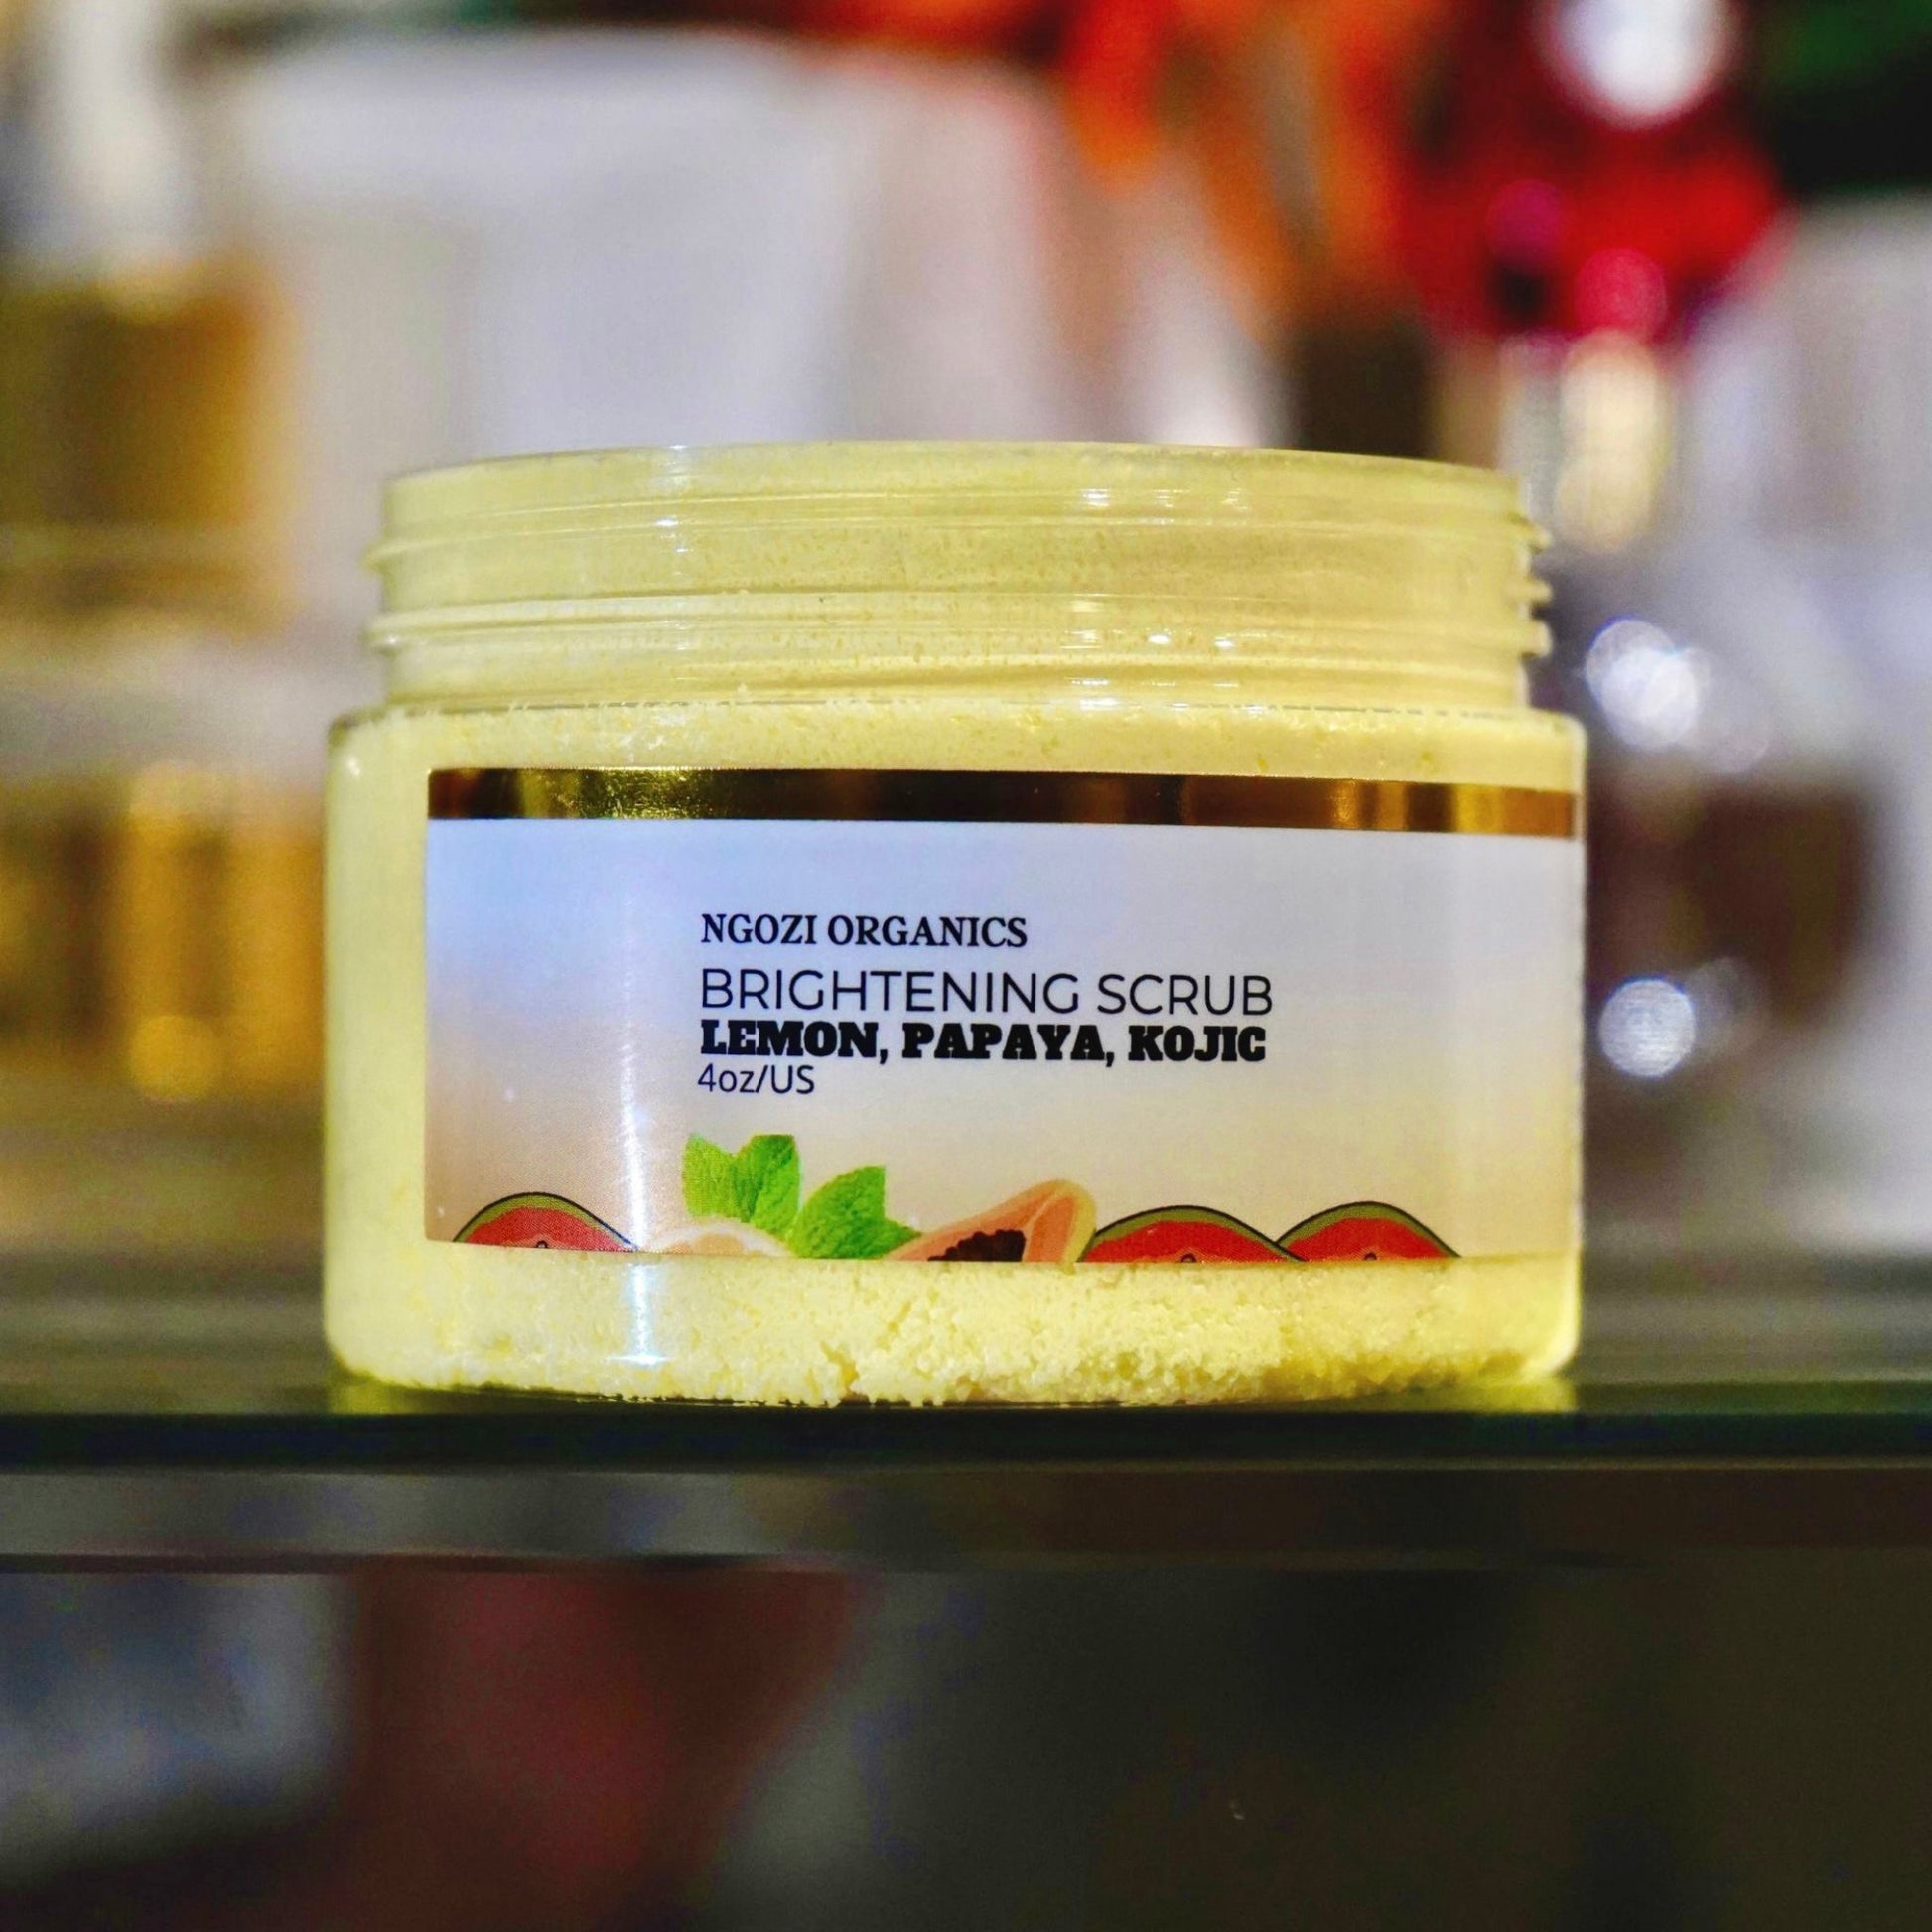 NGOZI ORGANICS
BRIGHTENING SCRUB
LEMON, PAPAYA, KOJIC
4oz/US